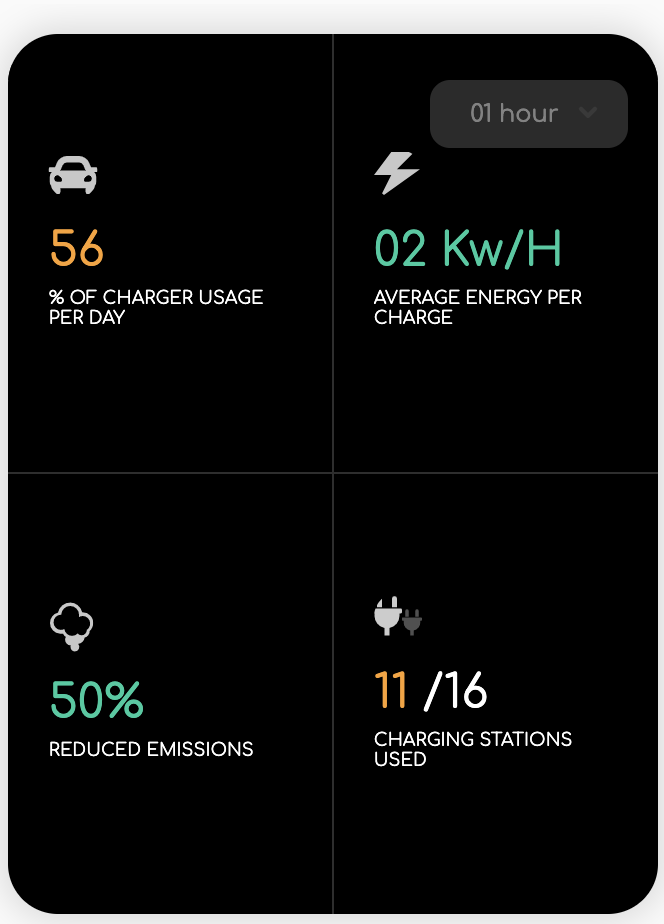 01 hour
56
% OF CHARGER USAGE
PER DAY
02 Kw/H
AVERAGE ENERGY PER
CHARGE
50%
REDUCED EMISSIONS
11 /16
CHARGING STATIONS
USED